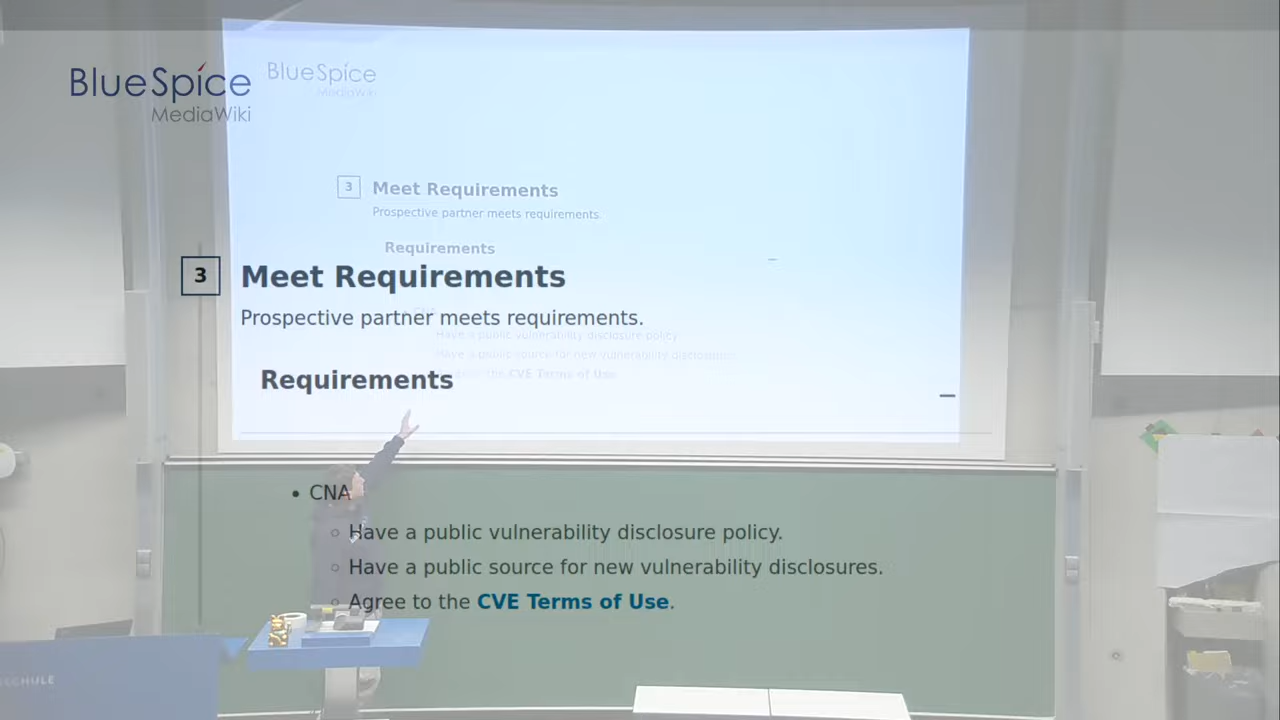 BlueSpice
MediaWiki
BlueSpice
MediaWiki
3 Meet Requirements
Prospective partner meets requirements.
Requirements
Have a public vulnerability disclosure policy.
Have a public source for new vulnerability disclosures.
Agree to the CVE Terms of Use.
3 Meet Requirements
Prospective partner meets requirements.
Requirements
• CNA
○ Have a public vulnerability disclosure policy.
○ Have a public source for new vulnerability disclosures.
○ Agree to the CVE Terms of Use.